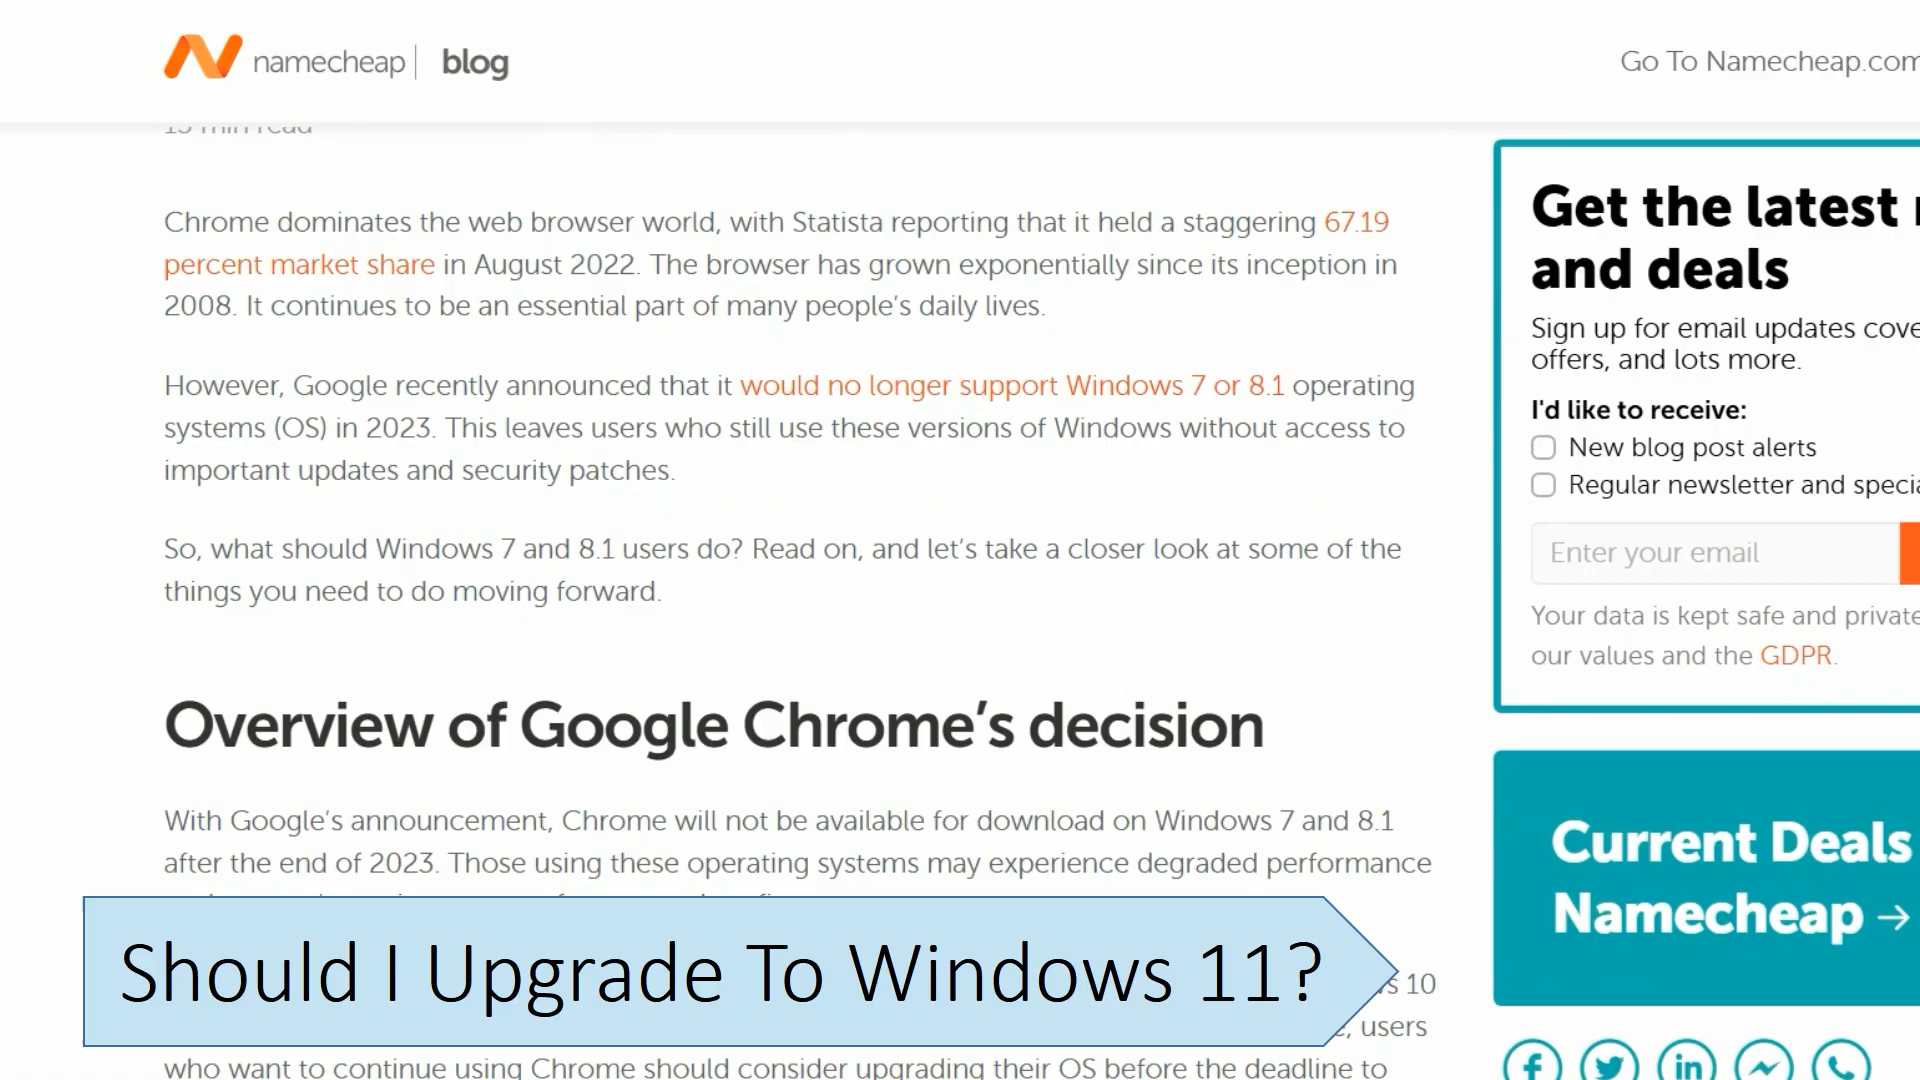 namecheap | blog
Go To Namecheap.com
13 min read
Chrome dominates the web browser world, with Statista reporting that it held a staggering 67.19
percent market share in August 2022. The browser has grown exponentially since its inception in
2008. It continues to be an essential part of many people's daily lives.
However, Google recently announced that it would no longer support Windows 7 or 8.1 operating
systems (OS) in 2023. This leaves users who still use these versions of Windows without access to
important updates and security patches.
So, what should Windows 7 and 8.1 users do? Read on, and let's take a closer look at some of the
things you need to do moving forward.
Overview of Google Chrome's decision
With Google's announcement, Chrome will not be available for download on Windows 7 and 8.1
after the end of 2023. Those using these operating systems may experience degraded performance
Should I Upgrade To Windows 11?
10
users
who want to continue using Chrome should consider upgrading their OS before the deadline to
Get the latest
and deals
Sign up for email updates
offers, and lots more.
I'd like to receive:
New blog post alerts
Regular newsletter and
Enter your email
Your data is kept safe and private
our values and the GDPR.
Current Deals
Namecheap →